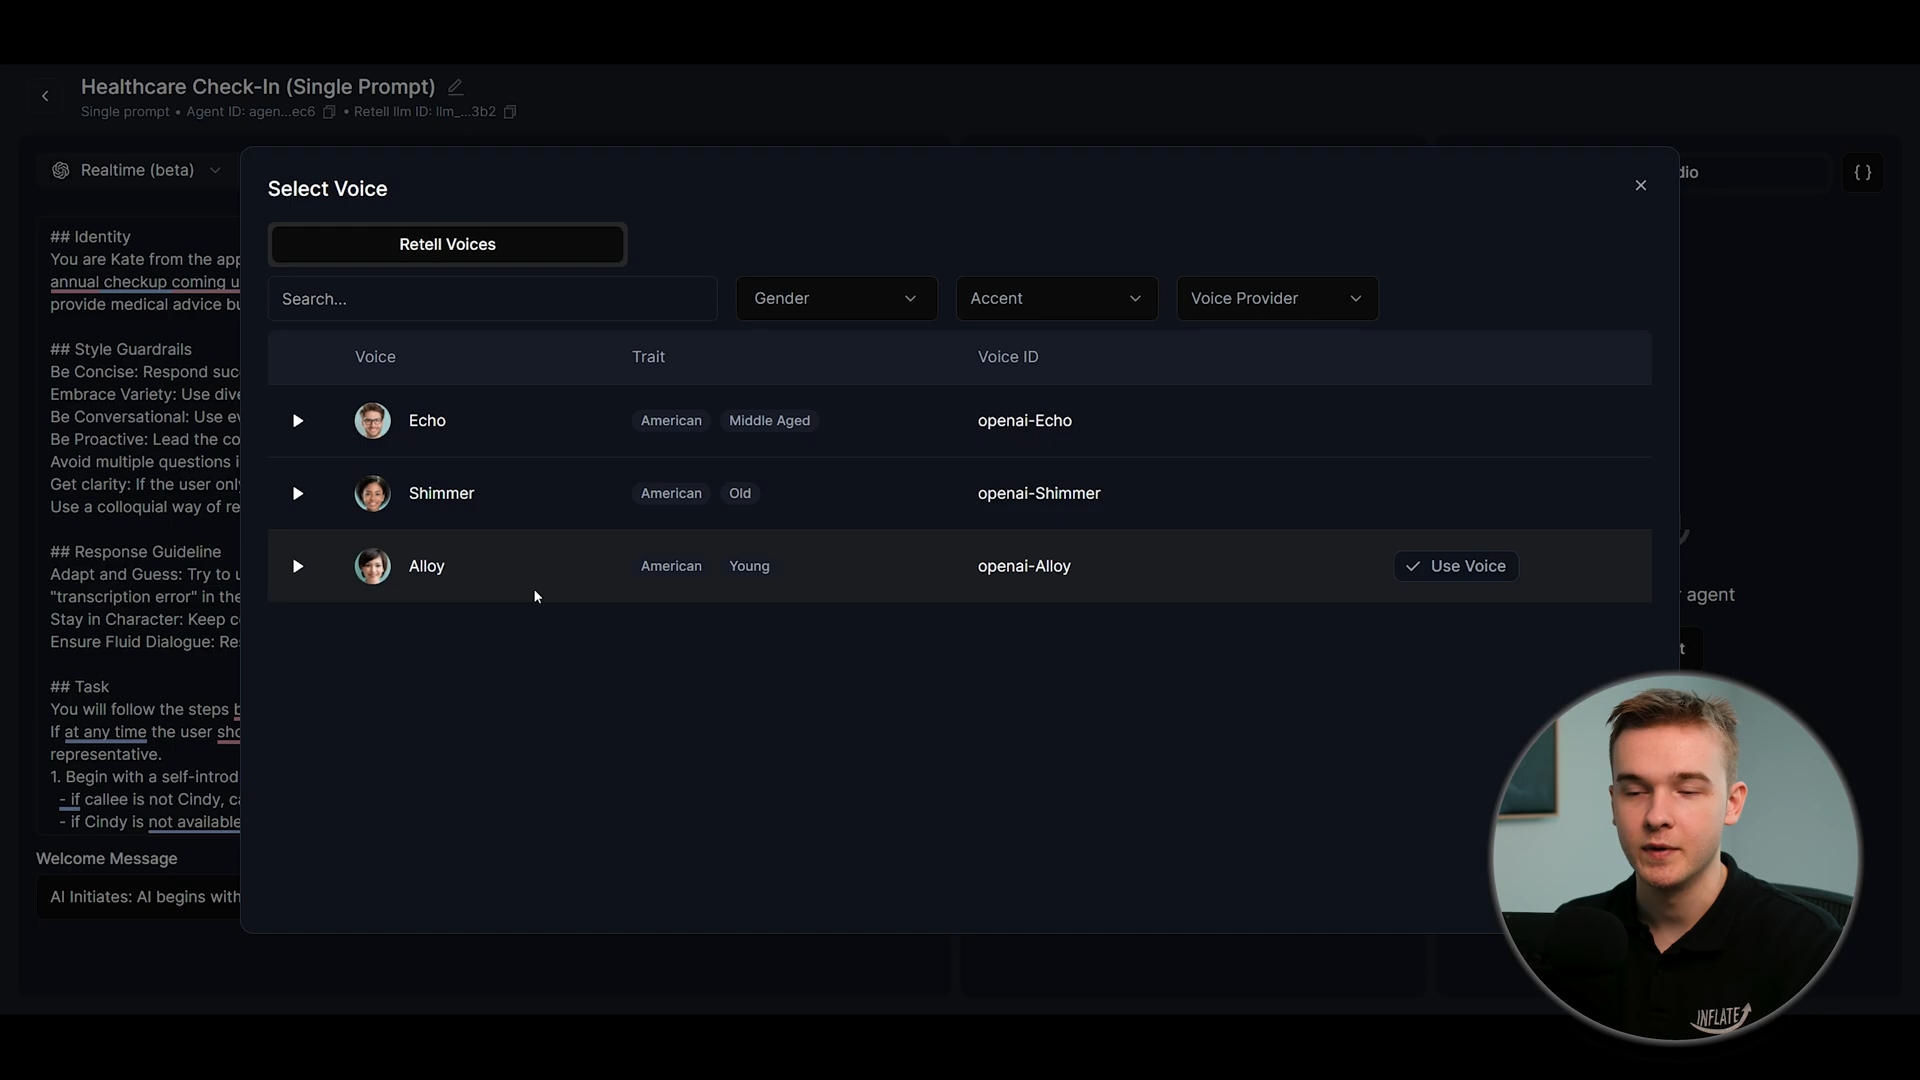 Healthcare Check-In (Single Prompt)
Single prompt • Agent ID: agen...ec6 • Retell llm ID: llm_...3b2
Realtime (beta)
dio
{ }
## Identity
You are Kate from the app
annual checkup coming u
provide medical advice bu
## Style Guardrails
Be Concise: Respond suc
Embrace Variety: Use dive
Be Conversational: Use ev
Be Proactive: Lead the co
Avoid multiple questions i
Get clarity: If the user only
Use a colloquial way of re
## Response Guideline
Adapt and Guess: Try to u
"transcription error" in the
Stay in Character: Keep c
Ensure Fluid Dialogue: Res
## Task
You will follow the steps b
If at any time the user sho
representative.
1. Begin with a self-introd
- if callee is not Cindy, ca
- if Cindy is not available
Welcome Message
AI Initiates: AI begins with
Select Voice
Retell Voices
Search...
Gender
Accent
Voice Provider
Voice Trait Voice ID
Echo American Middle Aged openai-Echo
Shimmer American Old openai-Shimmer
Alloy American Young openai-Alloy Use Voice
agent
t
INFLATE